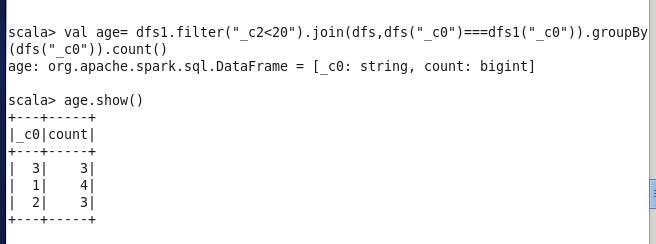 scala> val age= dfs1.filter("_c2<20").join(dfs,dfs("_c0")===dfs1("_c0")).groupBy
(dfs("_c0")).count()
age: org.apache.spark.sql.DataFrame = [_c0: string, count: bigint]
scala> age.show()
+---+-----+
|_c0|count|
+---+-----+
|  3|    3|
|  1|    4|
|  2|    3|
+---+-----+